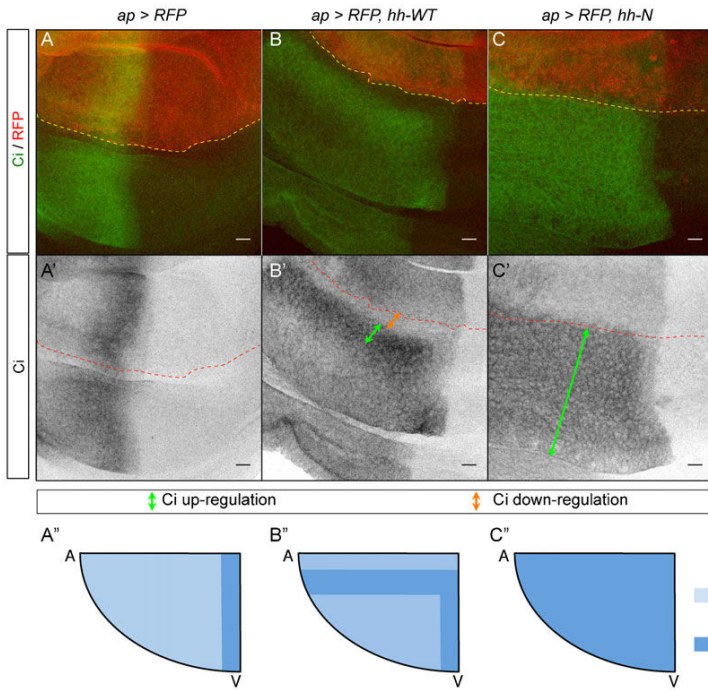 ap > RFP
ap > RFP, hh-WT
ap > RFP, hh-N
Ci / RFP
A
B
C
Ci
A'
B'
C'
Ci up-regulation
Ci down-regulation
A"
B"
C"
A
A
A
V
V
V